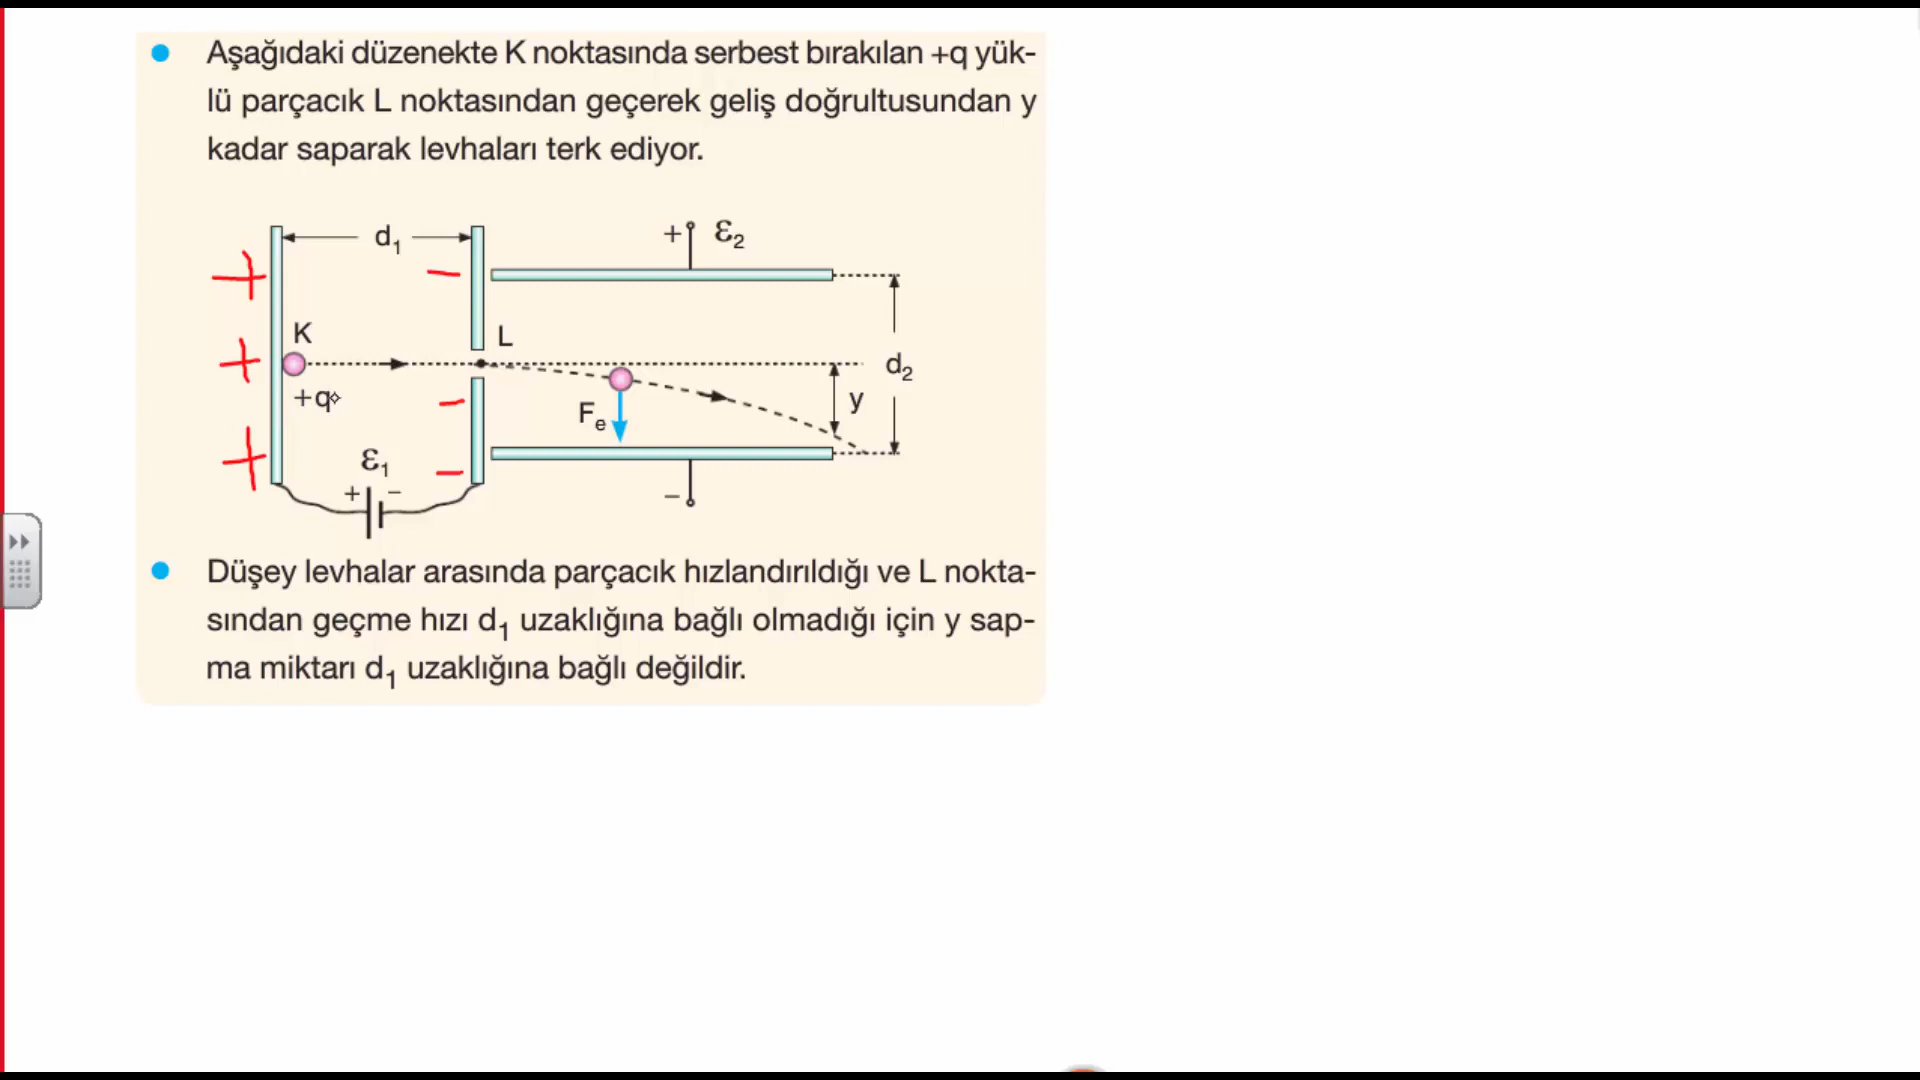 Aşağıdaki düzenekte K noktasında serbest bırakılan +q yük-
lü parçacık L noktasından geçerek geliş doğrultusundan y
kadar saparak levhaları terk ediyor.
d₁
+ ε₂
+ −
K L
+
+q
d₂
−
Fₑ
y
+
ε₁
−
+ −
−
Düşey levhalar arasında parçacık hızlandırıldığı ve L nokta-
sından geçme hızı d₁ uzaklığına bağlı olmadığı için y sap-
ma miktarı d₁ uzaklığına bağlı değildir.